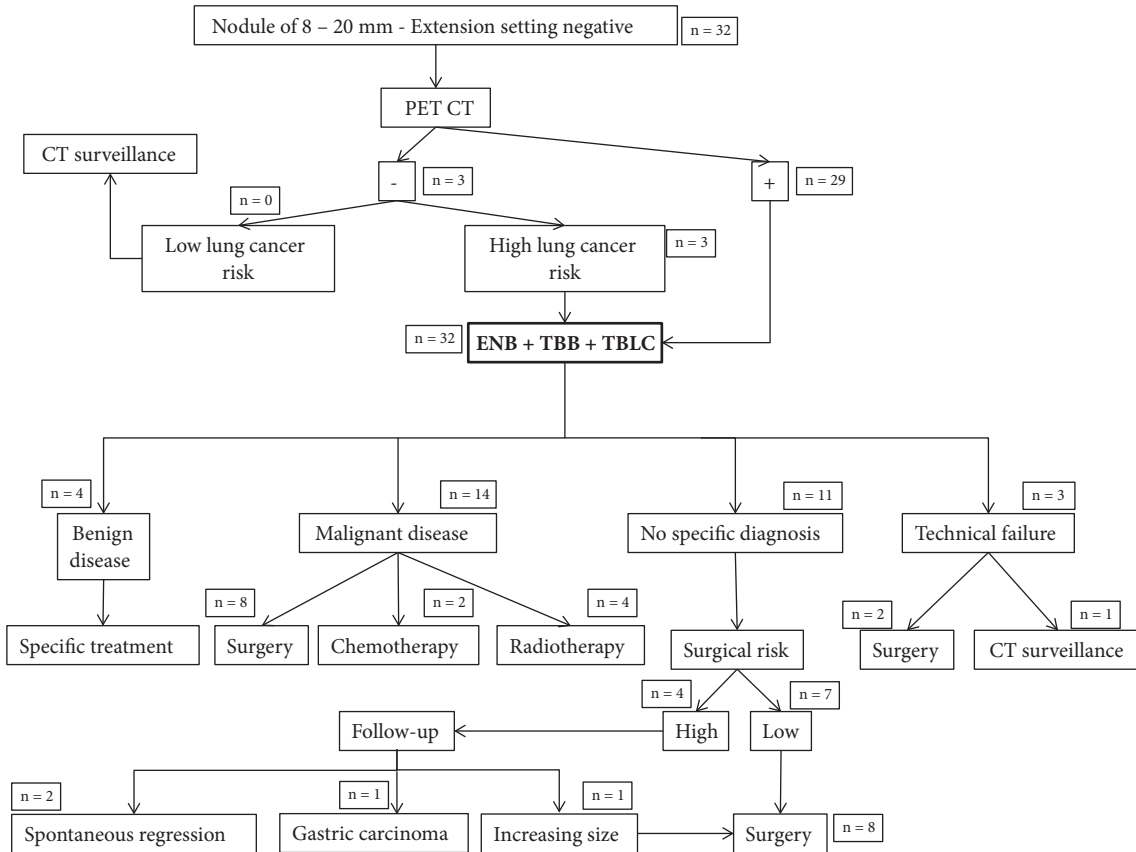 Nodule of 8 – 20 mm - Extension setting negative
n = 32
PET CT
CT surveillance
-
n = 3
+
n = 29
n = 0
Low lung cancer
risk
High lung cancer
risk
n = 3
n = 32
ENB + TBB + TBLC
n = 4
Benign
disease
n = 14
Malignant disease
n = 11
No specific diagnosis
n = 3
Technical failure
Specific treatment
n = 8
Surgery
n = 2
Chemotherapy
n = 4
Radiotherapy
Surgical risk
n = 2
Surgery
n = 1
CT surveillance
n = 4
High
n = 7
Low
Follow-up
n = 2
Spontaneous regression
n = 1
Gastric carcinoma
n = 1
Increasing size
Surgery
n = 8